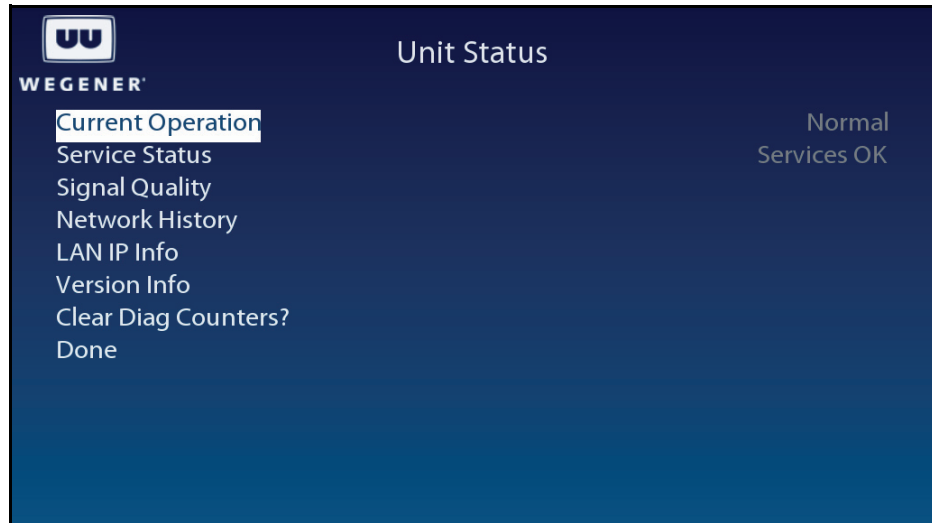 UU
WEGENER®
Unit Status
Current Operation Normal
Service Status Services OK
Signal Quality
Network History
LAN IP Info
Version Info
Clear Diag Counters?
Done